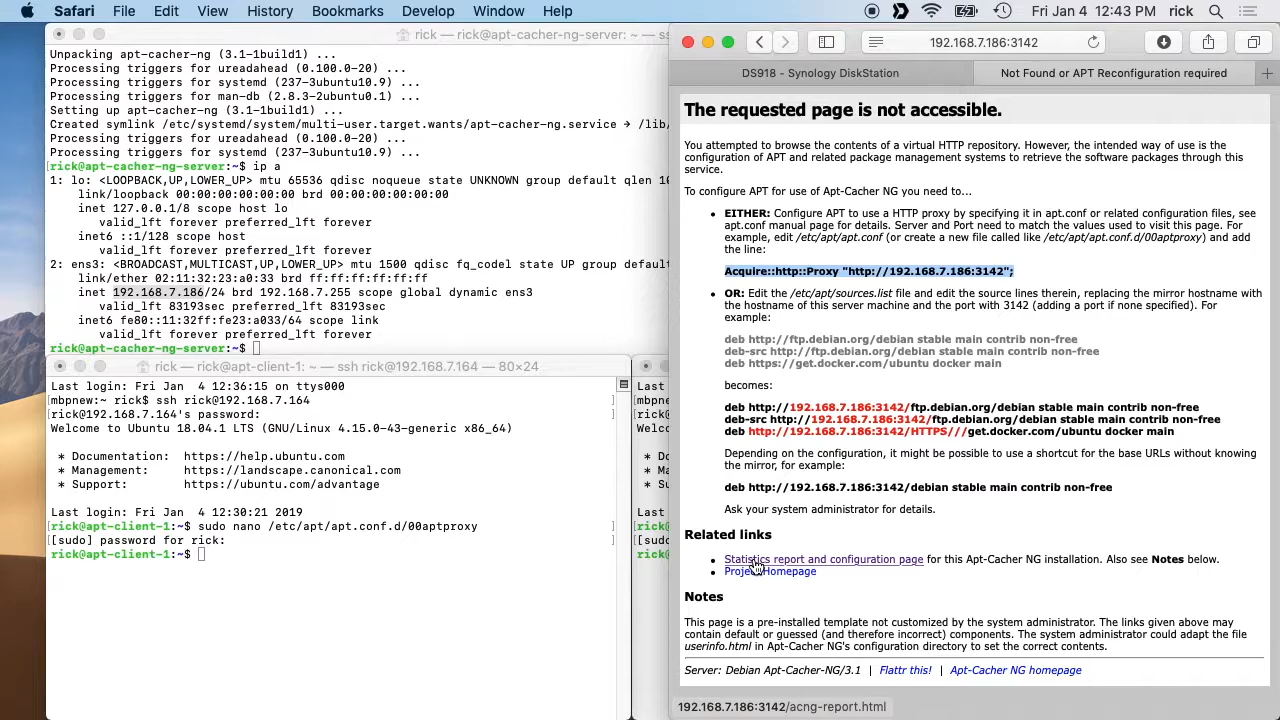 Safari File Edit View History Bookmarks Develop Window Help Fri Jan 4 12:43 PM rick
rick — rick@apt-cacher-ng-server: ~ — ss
Unpacking apt-cacher-ng (3.1-1build1) ...
Processing triggers for ureadahead (0.100.0-20) ...
Processing triggers for systemd (237-3ubuntu10.9) ...
Processing triggers for man-db (2.8.3-2ubuntu0.1) ...
Setting up apt-cacher-ng (3.1-1build1) ...
Created symlink /etc/systemd/system/multi-user.target.wants/apt-cacher-ng.service → /lib/
Processing triggers for ureadahead (0.100.0-20) ...
Processing triggers for systemd (237-3ubuntu10.9) ...
[rick@apt-cacher-ng-server:~$ ip a
1: lo: <LOOPBACK,UP,LOWER_UP> mtu 65536 qdisc noqueue state UNKNOWN group default qlen 10
link/loopback 00:00:00:00:00:00 brd 00:00:00:00:00:00
inet 127.0.0.1/8 scope host lo
valid_lft forever preferred_lft forever
inet6 ::1/128 scope host
valid_lft forever preferred_lft forever
2: ens3: <BROADCAST,MULTICAST,UP,LOWER_UP> mtu 1500 qdisc fq_codel state UP group default
link/ether 02:11:32:23:a0:33 brd ff:ff:ff:ff:ff:ff
inet 192.168.7.186/24 brd 192.168.7.255 scope global dynamic ens3
valid_lft 83193sec preferred_lft 83193sec
inet6 fe80::11:32ff:fe23:a033/64 scope link
valid_lft forever preferred_lft forever
rick@apt-cacher-ng-server:~$
rick — rick@apt-client-1: ~ — ssh rick@192.168.7.164 — 80×24
Last login: Fri Jan 4 12:36:15 on ttys000
[mbpnew:~ rick$ ssh rick@192.168.7.164 ]
[rick@192.168.7.164's password: ]
Welcome to Ubuntu 18.04.1 LTS (GNU/Linux 4.15.0-43-generic x86_64)
* Documentation: https://help.ubuntu.com
* Management: https://landscape.canonical.com
* Support: https://ubuntu.com/advantage
Last login: Fri Jan 4 12:30:21 2019
[rick@apt-client-1:~$ sudo nano /etc/apt/apt.conf.d/00aptproxy ]
[[sudo] password for rick: ]
rick@apt-client-1:~$
Last
[mbpne
[rick@
Welco
* Do
* Ma
* Su
Last
[rick@
[[sudo
rick@
192.168.7.186:3142
DS918 - Synology DiskStation
Not Found or APT Reconfiguration required
The requested page is not accessible.
You attempted to browse the contents of a virtual HTTP repository. However, the intended way of use is the
configuration of APT and related package management systems to retrieve the software packages through this
service.
To configure APT for use of Apt-Cacher NG you need to...
• EITHER: Configure APT to use a HTTP proxy by specifying it in apt.conf or related configuration files, see
apt.conf manual page for details. Server and Port need to match the values used to visit this page. For
example, edit /etc/apt/apt.conf (or create a new file called like /etc/apt/apt.conf.d/00aptproxy) and add
the line:
Acquire::http::Proxy "http://192.168.7.186:3142";
• OR: Edit the /etc/apt/sources.list file and edit the source lines therein, replacing the mirror hostname with
the hostname of this server machine and the port with 3142 (adding a port if none specified). For
example:
deb http://ftp.debian.org/debian stable main contrib non-free
deb-src http://ftp.debian.org/debian stable main contrib non-free
deb https://get.docker.com/ubuntu docker main
becomes:
deb http://192.168.7.186:3142/ftp.debian.org/debian stable main contrib non-free
deb-src http://192.168.7.186:3142/ftp.debian.org/debian stable main contrib non-free
deb http://192.168.7.186:3142/HTTPS///get.docker.com/ubuntu docker main
Depending on the configuration, it might be possible to use a shortcut for the base URLs without knowing
the mirror, for example:
deb http://192.168.7.186:3142/debian stable main contrib non-free
Ask your system administrator for details.
Related links
• Statistics report and configuration page for this Apt-Cacher NG installation. Also see Notes below.
• Project Homepage
Notes
This page is a pre-installed template not customized by the system administrator. The links given above may
contain default or guessed (and therefore incorrect) components. The system administrator could adapt the file
userinfo.html in Apt-Cacher NG's configuration directory to set the correct contents.
Server: Debian Apt-Cacher-NG/3.1 | Flattr this! | Apt-Cacher NG homepage
192.168.7.186:3142/acng-report.html